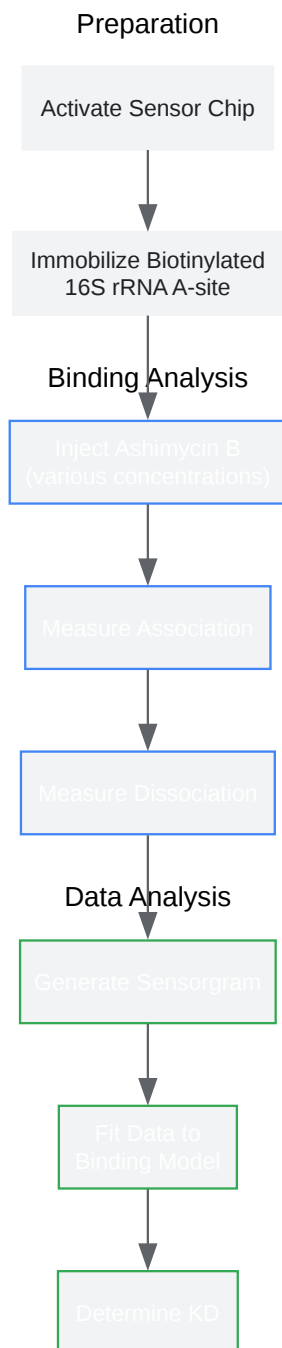 Preparation
Activate Sensor Chip
Immobilize Biotinylated
16S rRNA A-site
Binding Analysis
Inject Ashimycin B
(various concentrations)
Measure Association
Measure Dissociation
Data Analysis
Generate Sensorgram
Fit Data to
Binding Model
Determine KD